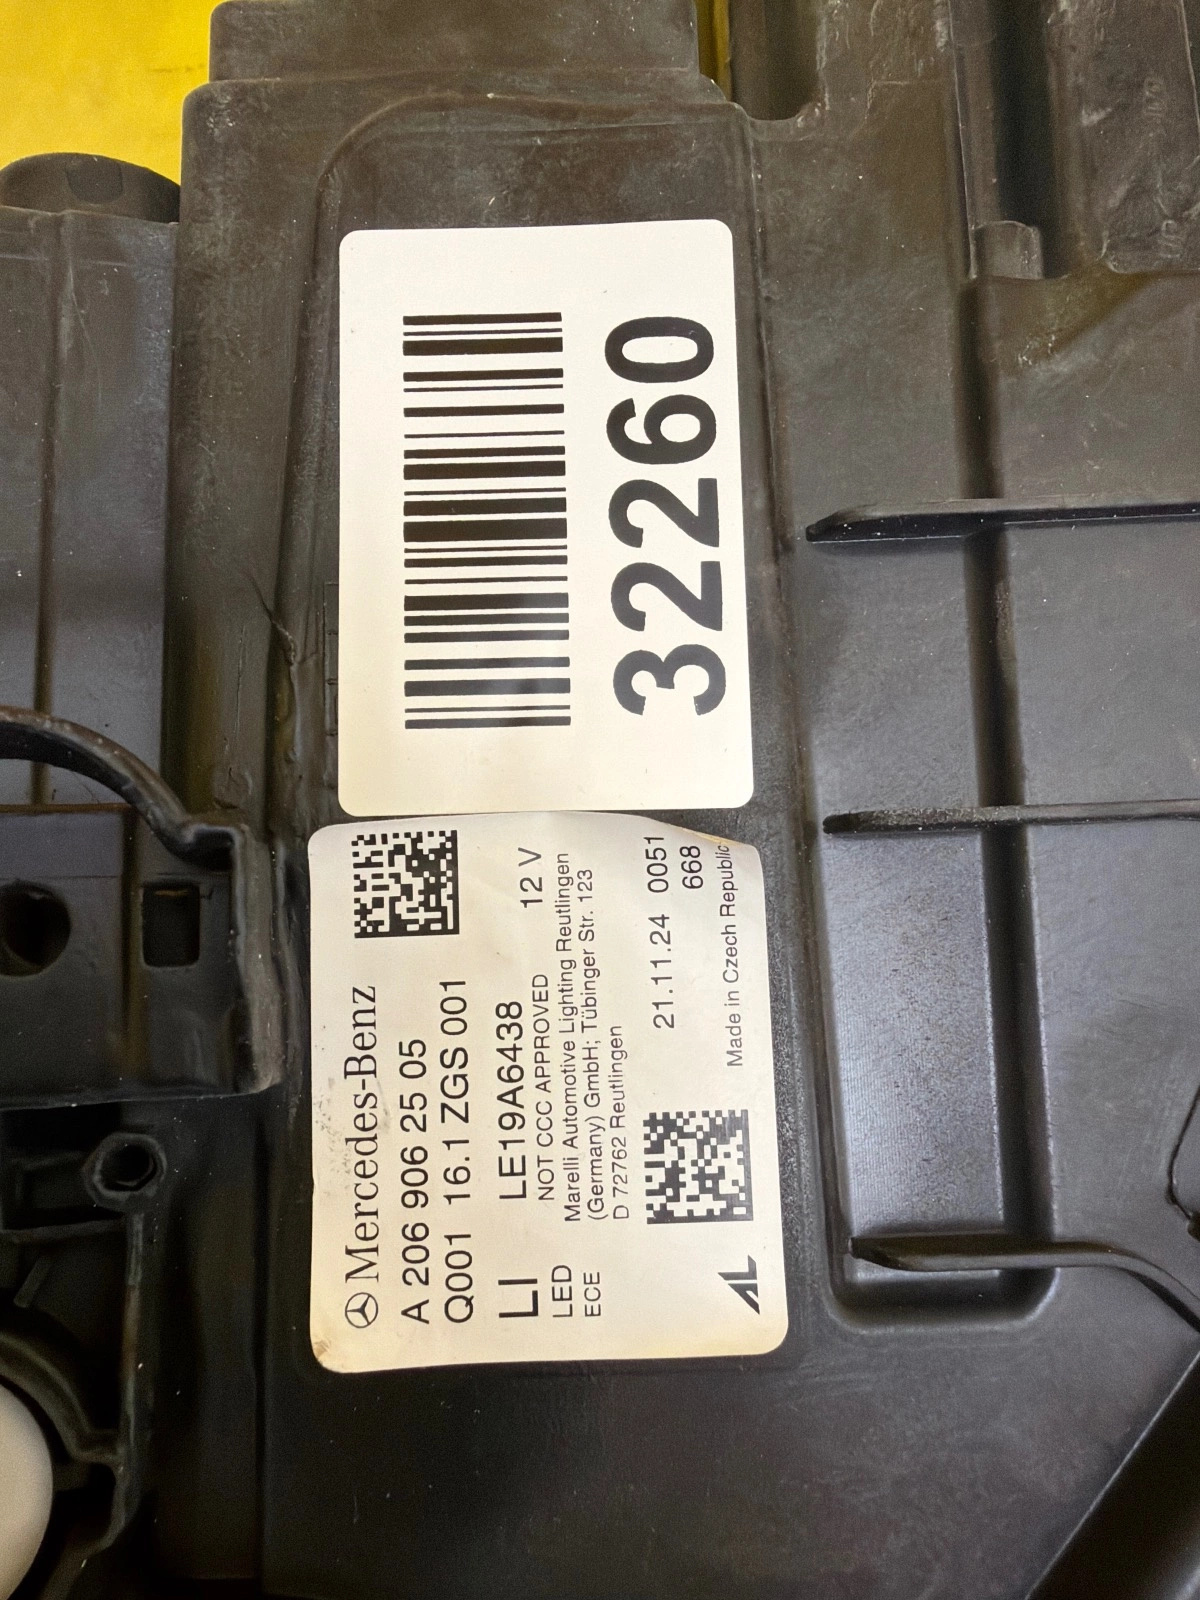 32260
Mercedes-Benz
A 206 906 25 05
Q001 16.1 ZGS 001
LI LE19A6438 12 V
LED NOT CCC APPROVED
ECE Marelli Automotive Lighting Reutlingen
(Germany) GmbH; Tübinger Str. 123
D 72762 Reutlingen
21.11.24 0051
668
AL Made in Czech Republic